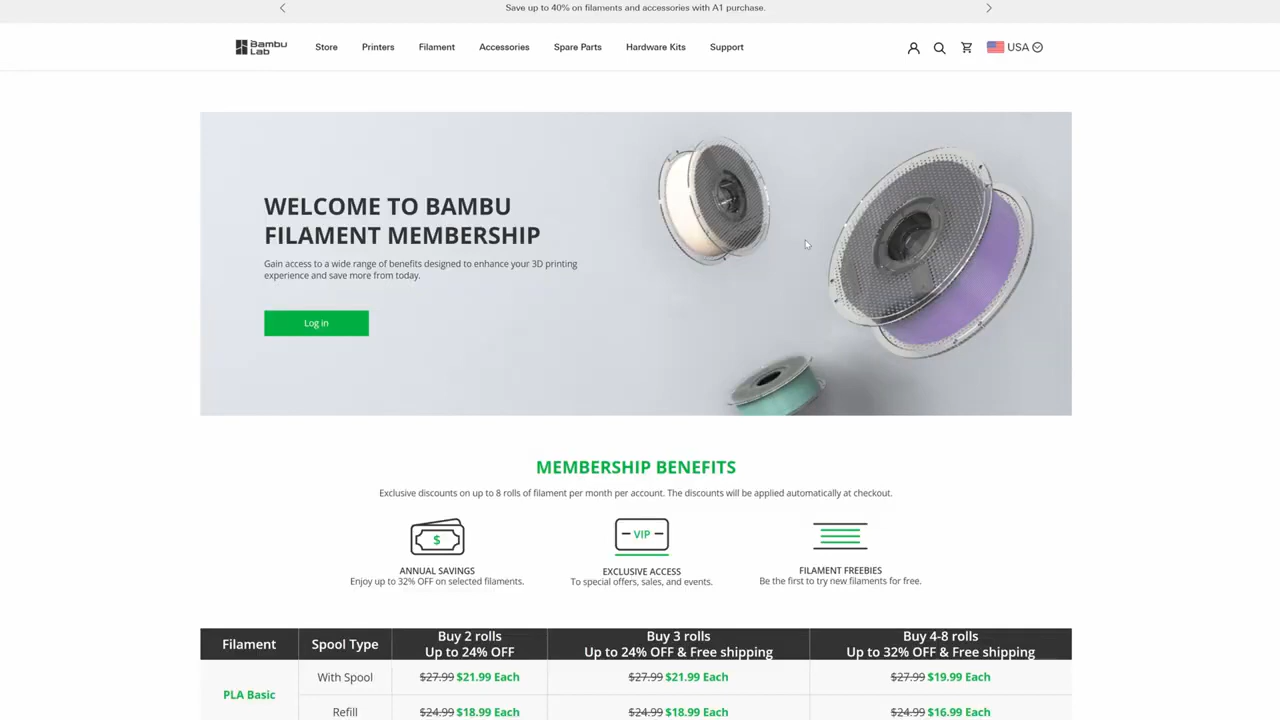 Save up to 40% on filaments and accessories with A1 purchase.
Bambu Lab
Store Printers Filament Accessories Spare Parts Hardware Kits Support
USA
WELCOME TO BAMBU
FILAMENT MEMBERSHIP
Gain access to a wide range of benefits designed to enhance your 3D printing
experience and save more from today.
Log in
MEMBERSHIP BENEFITS
Exclusive discounts on up to 8 rolls of filament per month per account. The discounts will be applied automatically at checkout.
$
VIP
ANNUAL SAVINGS
Enjoy up to 32% OFF on selected filaments.
EXCLUSIVE ACCESS
To special offers, sales, and events.
FILAMENT FREEBIES
Be the first to try new filaments for free.
Filament Spool Type Buy 2 rolls Buy 3 rolls Buy 4-8 rolls
Up to 24% OFF Up to 24% OFF & Free shipping Up to 32% OFF & Free shipping
With Spool $27.99 $21.99 Each $27.99 $21.99 Each $27.99 $19.99 Each
PLA Basic
Refill $24.99 $18.99 Each $24.99 $18.99 Each $24.99 $16.99 Each